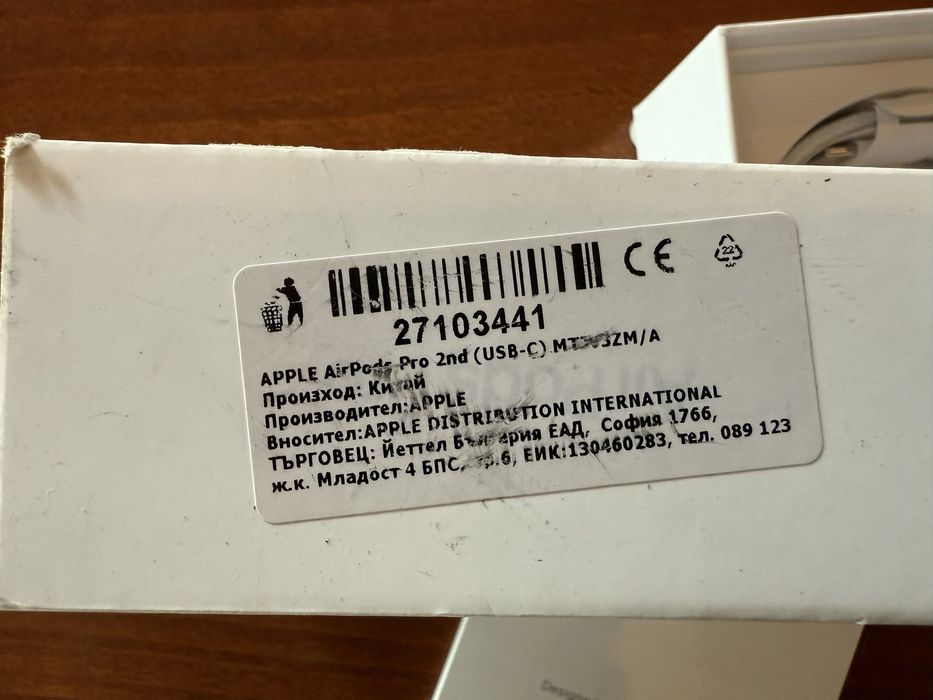 CE
22
27103441
APPLE AirPods Pro 2nd (USB-C)
Произход: Китай
Производител:APPLE
Вносител:APPLE DISTRIBUTION INTERNATIONAL
ТЪРГОВЕЦ: Йеттел България ЕАД, София 1766,
ж.к. Младост 4 БПС, ЕИК:130460283, тел. 089 123
Designed